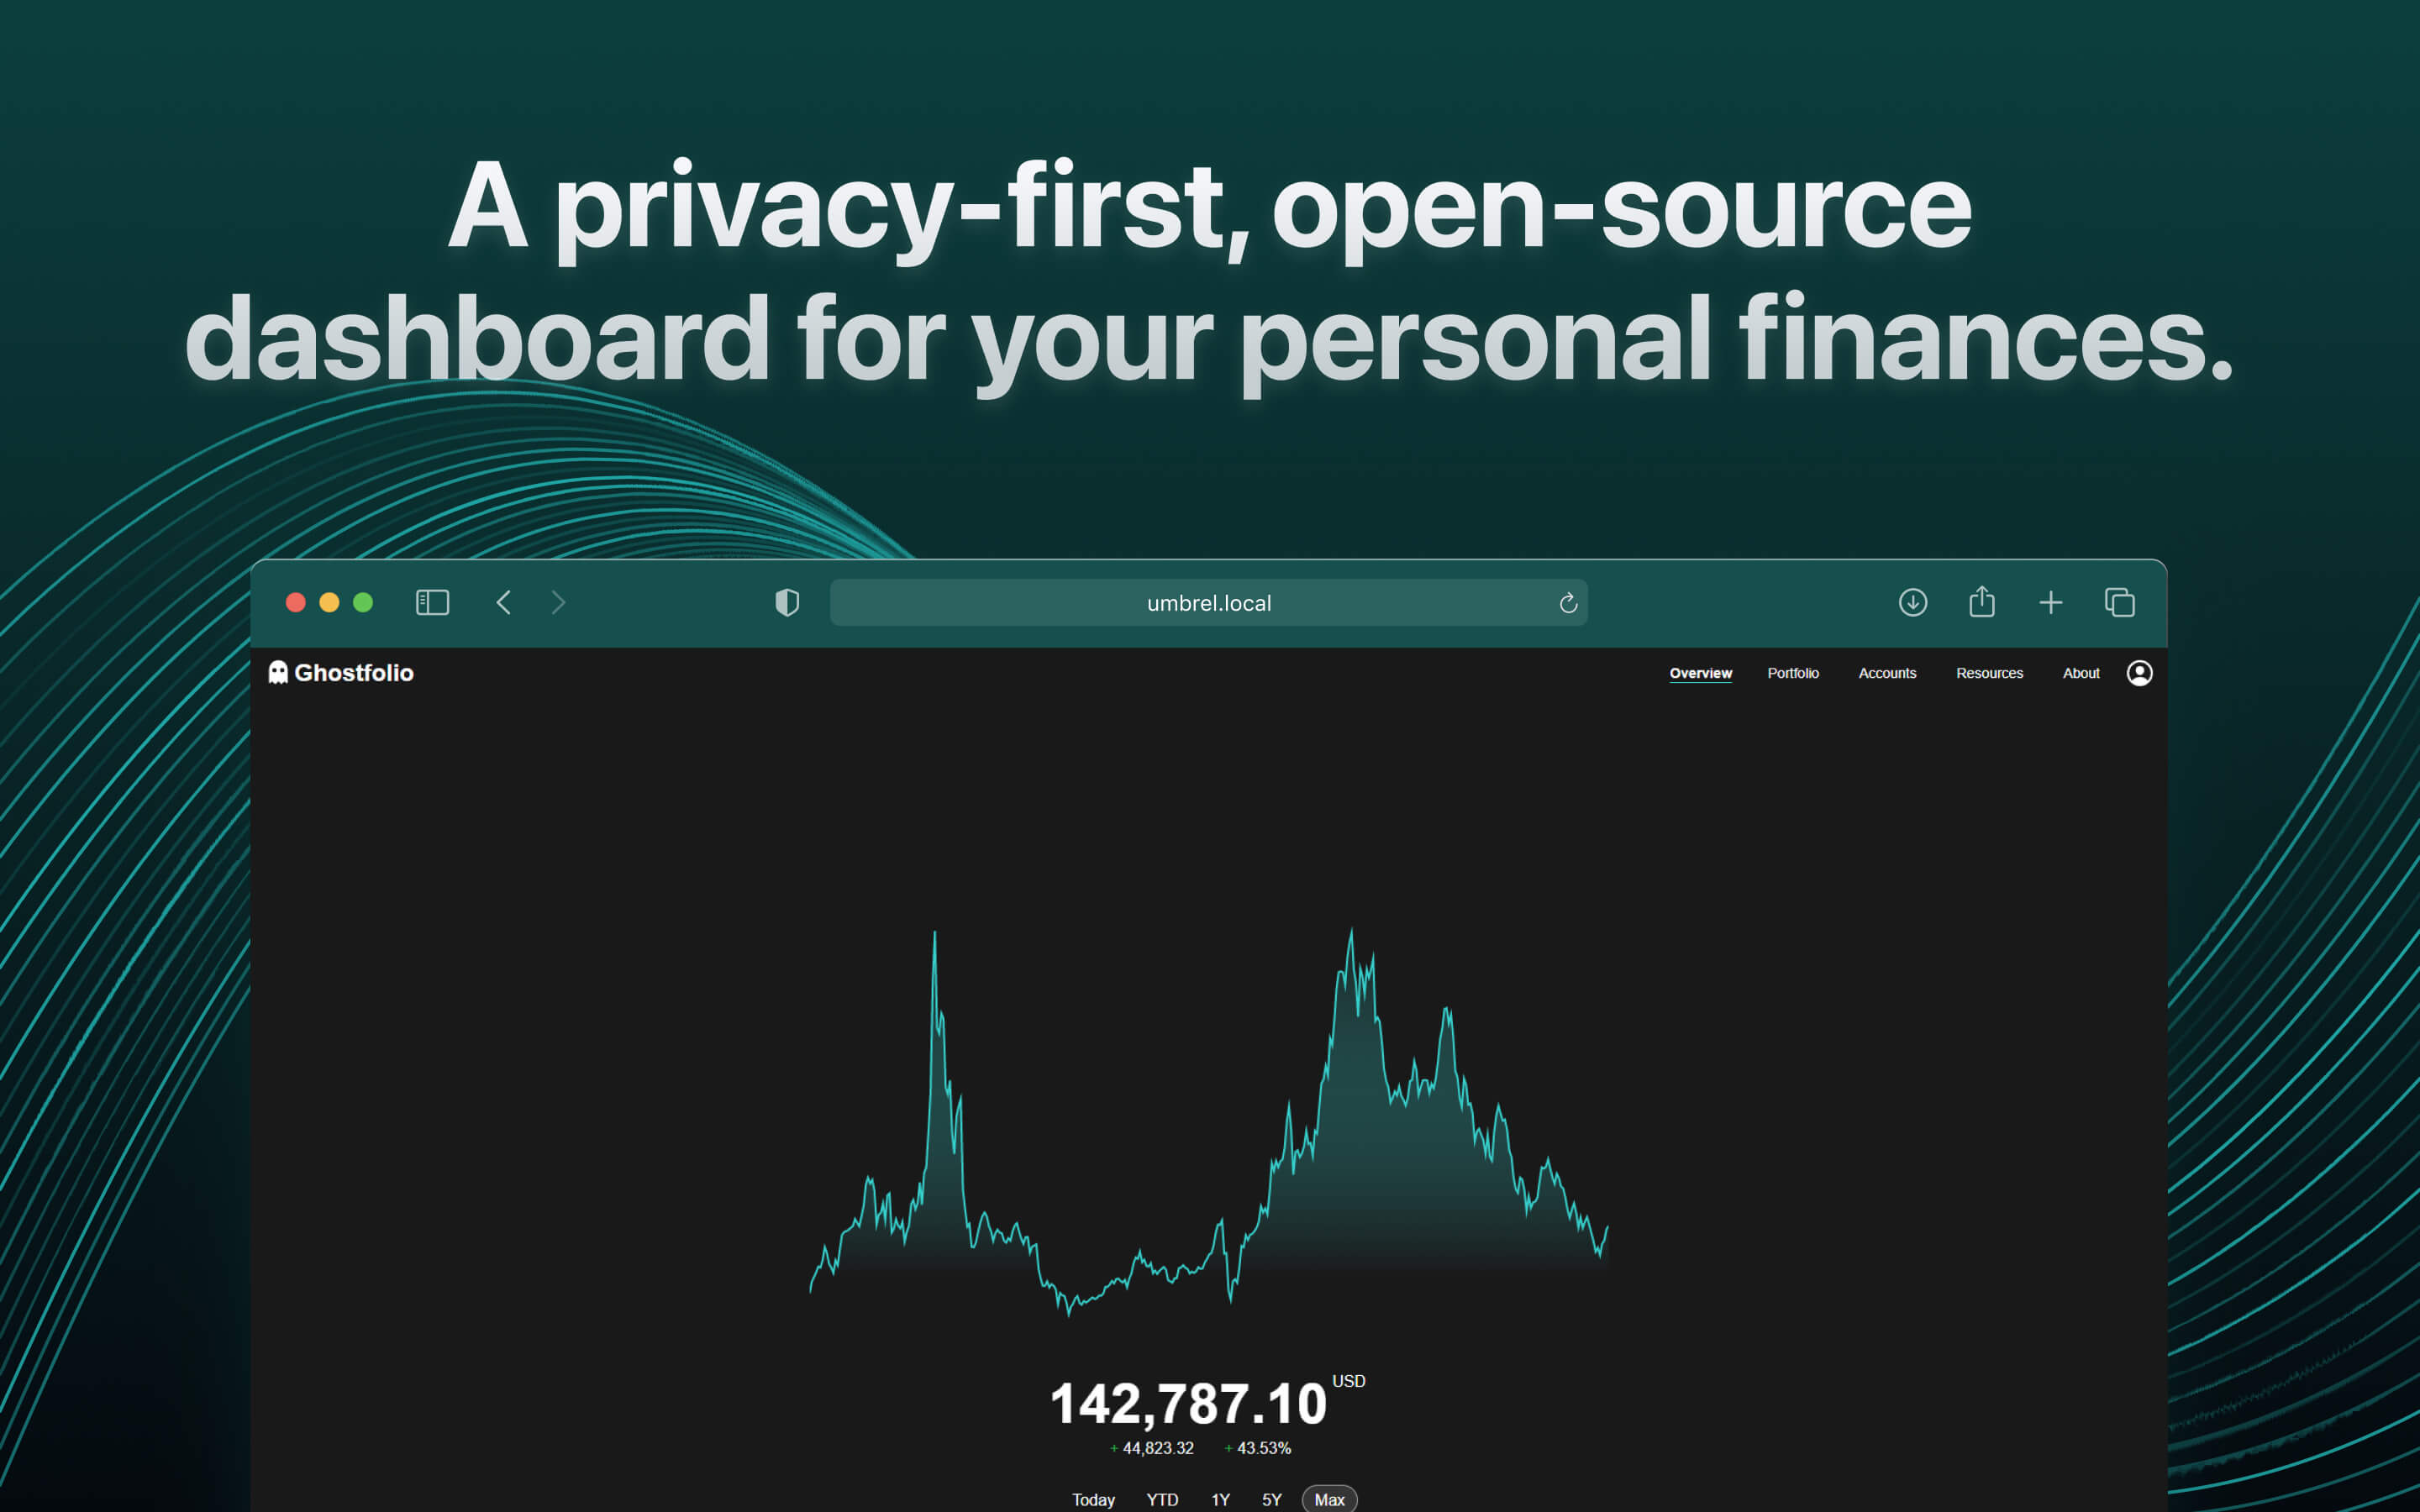 A privacy-first, open-source
dashboard for your personal finances.
umbrel.local
Ghostfolio
Overview Portfolio Accounts Resources About
142,787.10 USD
+ 44,823.32 + 43.53%
Today YTD 1Y 5Y Max